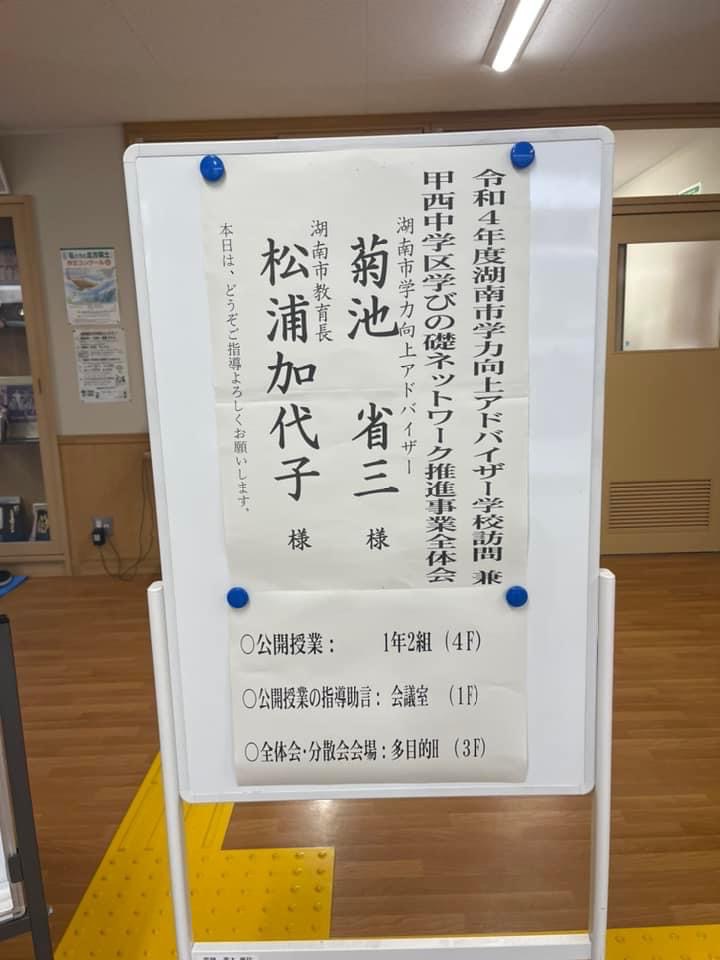 令和4年度湖南市学力向上アドバイザー学校訪問 兼
甲西中学区学びの礎ネットワーク推進事業全体会
湖南市学力向上アドバイザー
菊池 省三 様
湖南市教育長
松浦加代子 様
本日は、どうぞご指導よろしくお願いします。
○公開授業： 1年2組（4F）
○公開授業の指導助言：会議室 （1F）
○全体会・分散会会場：多目的H （3F）